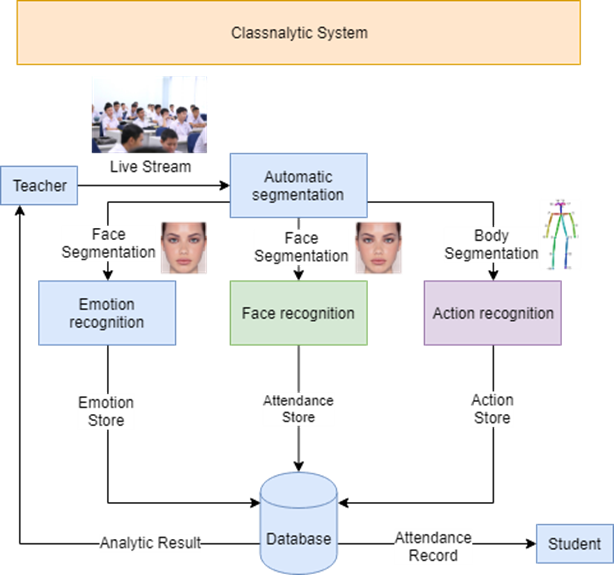 Classnalytic System
Live Stream
Teacher
Automatic
segmentation
Face
Segmentation
Face
Segmentation
Body
Segmentation
Emotion
recognition
Face recognition
Action recognition
Emotion
Store
Attendance
Store
Action
Store
Analytic Result
Database
Attendance
Record
Student